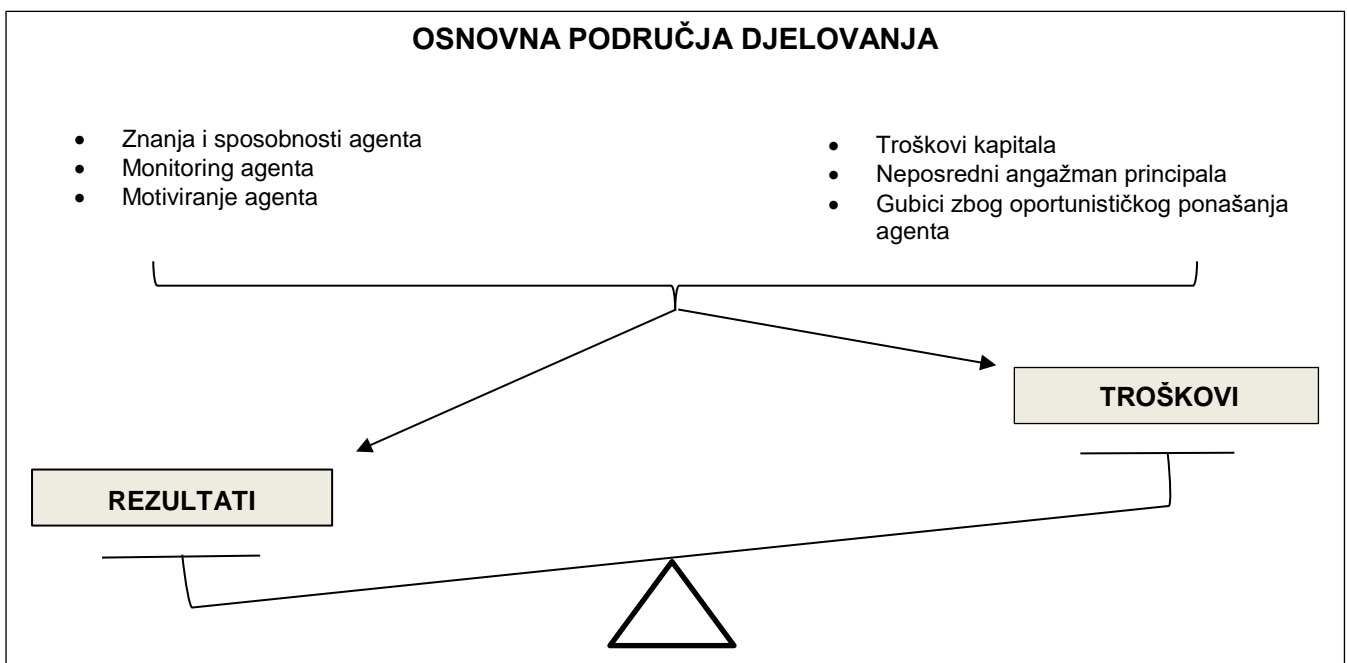 OSNOVNA PODRUČJA DJELOVANJA
• Znanja i sposobnosti agenta
• Monitoring agenta
• Motiviranje agenta
• Troškovi kapitala
• Neposredni angažman principala
• Gubici zbog oportunističkog ponašanja
agenta
TROŠKOVI
REZULTATI